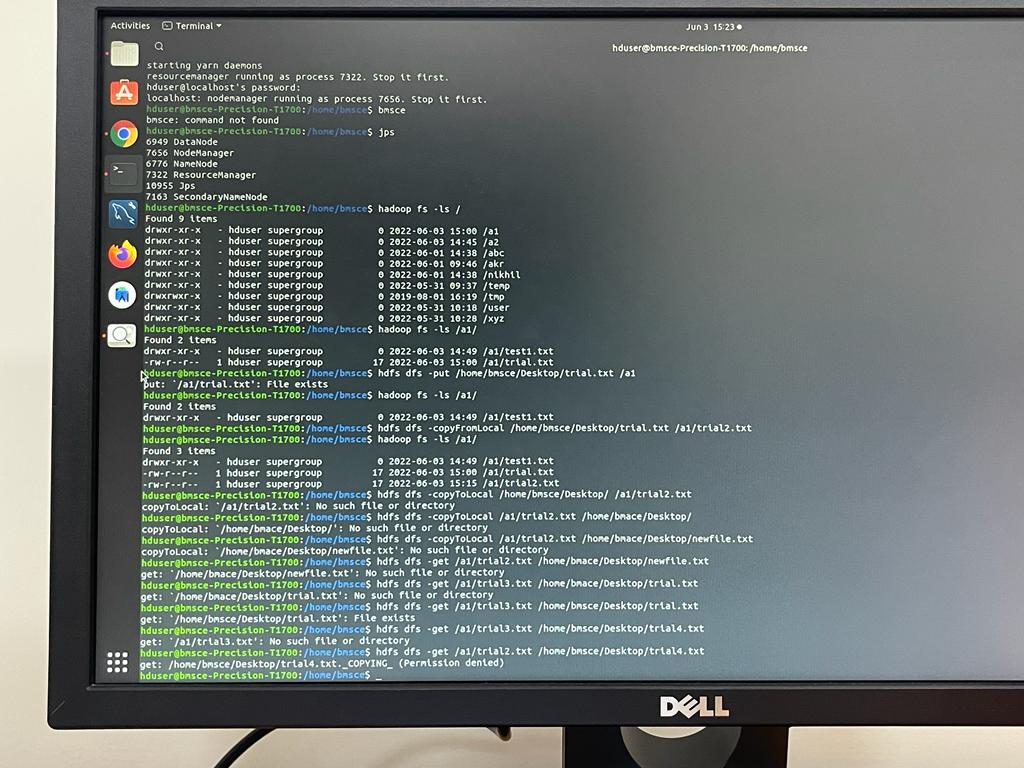 Activities Terminal Jun 3 15:23
hduser@bmsce-Precision-T1700: /home/bmsce
starting yarn daemons
resourcemanager running as process 7322. Stop it first.
hduser@localhost's password:
localhost: nodemanager running as process 7656. Stop it first.
hduser@bmsce-Precision-T1700:/home/bmsce$ bmsce
bmsce: command not found
hduser@bmsce-Precision-T1700:/home/bmsce$ jps
6949 DataNode
7656 NodeManager
6776 NameNode
7322 ResourceManager
10955 Jps
7163 SecondaryNameNode
hduser@bmsce-Precision-T1700:/home/bmsce$ hadoop fs -ls /
Found 9 items
drwxr-xr-x - hduser supergroup 0 2022-06-03 15:00 /a1
drwxr-xr-x - hduser supergroup 0 2022-06-03 14:45 /a2
drwxr-xr-x - hduser supergroup 0 2022-06-01 14:38 /abc
drwxr-xr-x - hduser supergroup 0 2022-06-01 09:46 /akr
drwxr-xr-x - hduser supergroup 0 2022-06-01 14:38 /nikhil
drwxr-xr-x - hduser supergroup 0 2022-05-31 09:37 /temp
drwxrwxr-x - hduser supergroup 0 2019-08-01 16:19 /tmp
drwxr-xr-x - hduser supergroup 0 2022-05-31 10:18 /user
drwxr-xr-x - hduser supergroup 0 2022-05-31 10:28 /xyz
hduser@bmsce-Precision-T1700:/home/bmsce$ hadoop fs -ls /a1/
Found 2 items
drwxr-xr-x - hduser supergroup 0 2022-06-03 14:49 /a1/test1.txt
-rw-r--r-- 1 hduser supergroup 17 2022-06-03 15:00 /a1/trial.txt
hduser@bmsce-Precision-T1700:/home/bmsce$ hdfs dfs -put /home/bmsce/Desktop/trial.txt /a1
put: `/a1/trial.txt': File exists
hduser@bmsce-Precision-T1700:/home/bmsce$ hadoop fs -ls /a1/
Found 2 items
drwxr-xr-x - hduser supergroup 0 2022-06-03 14:49 /a1/test1.txt
hduser@bmsce-Precision-T1700:/home/bmsce$ hdfs dfs -copyFromLocal /home/bmsce/Desktop/trial.txt /a1/trial2.txt
hduser@bmsce-Precision-T1700:/home/bmsce$ hadoop fs -ls /a1/
Found 3 items
drwxr-xr-x - hduser supergroup 0 2022-06-03 14:49 /a1/test1.txt
-rw-r--r-- 1 hduser supergroup 17 2022-06-03 15:00 /a1/trial.txt
-rw-r--r-- 1 hduser supergroup 17 2022-06-03 15:15 /a1/trial2.txt
hduser@bmsce-Precision-T1700:/home/bmsce$ hdfs dfs -copyToLocal /home/bmsce/Desktop/ /a1/trial2.txt
copyToLocal: `/a1/trial2.txt': No such file or directory
hduser@bmsce-Precision-T1700:/home/bmsce$ hdfs dfs -copyToLocal /a1/trial2.txt /home/bmace/Desktop/
copyToLocal: `/home/bmace/Desktop/': No such file or directory
hduser@bmsce-Precision-T1700:/home/bmsce$ hdfs dfs -copyToLocal /a1/trial2.txt /home/bmace/Desktop/newfile.txt
copyToLocal: `/home/bmace/Desktop/newfile.txt': No such file or directory
hduser@bmsce-Precision-T1700:/home/bmsce$ hdfs dfs -get /a1/trial2.txt /home/bmace/Desktop/newfile.txt
get: `/home/bmace/Desktop/newfile.txt': No such file or directory
hduser@bmsce-Precision-T1700:/home/bmsce$ hdfs dfs -get /a1/trial3.txt /home/bmace/Desktop/trial.txt
get: `/home/bmace/Desktop/trial.txt': No such file or directory
hduser@bmsce-Precision-T1700:/home/bmsce$ hdfs dfs -get /a1/trial3.txt /home/bmsce/Desktop/trial.txt
get: `/home/bmsce/Desktop/trial.txt': File exists
hduser@bmsce-Precision-T1700:/home/bmsce$ hdfs dfs -get /a1/trial3.txt /home/bmsce/Desktop/trial4.txt
get: `/a1/trial3.txt': No such file or directory
hduser@bmsce-Precision-T1700:/home/bmsce$ hdfs dfs -get /a1/trial2.txt /home/bmsce/Desktop/trial4.txt
get: /home/bmsce/Desktop/trial4.txt._COPYING_ (Permission denied)
hduser@bmsce-Precision-T1700:/home/bmsce$ _
DELL